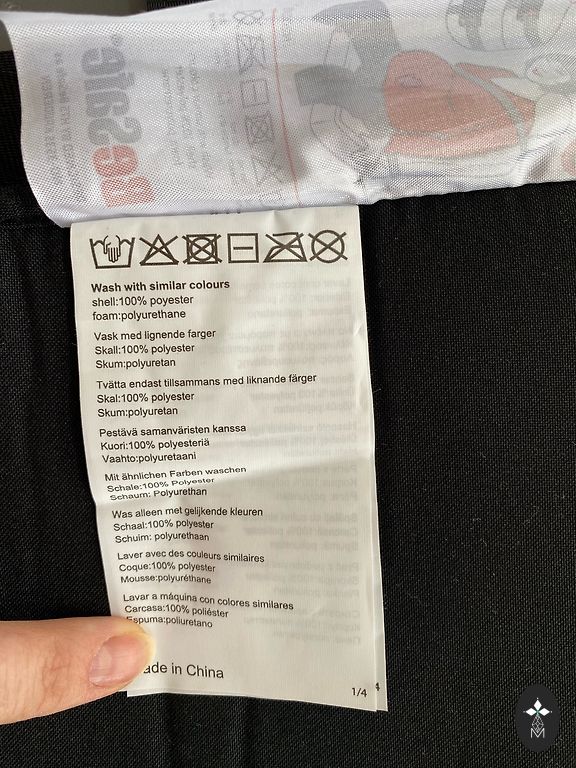 Wash with similar colours
shell:100% polyester
foam:polyurethane
Vask med lignende farger
Skall:100% polyester
Skum:polyuretan
Tvätta endast tillsammans med liknande färger
Skal:100% polyester
Skum:polyuretan
Pestävä samanväristen kanssa
Kuori:100% polyesteriä
Vaahto:polyuretaani
Mit ähnlichen Farben waschen
Schale:100% Polyester
Schaum: Polyurethan
Was alleen met gelijkende kleuren
Schaal:100% polyester
Schuim: polyurethaan
Laver avec des couleurs similaires
Coque:100% polyester
Mousse:polyuréthane
Lavar a máquina con colores similares
Carcasa:100% poliéster
Espuma:poliuretano
ade in China
1/4
M